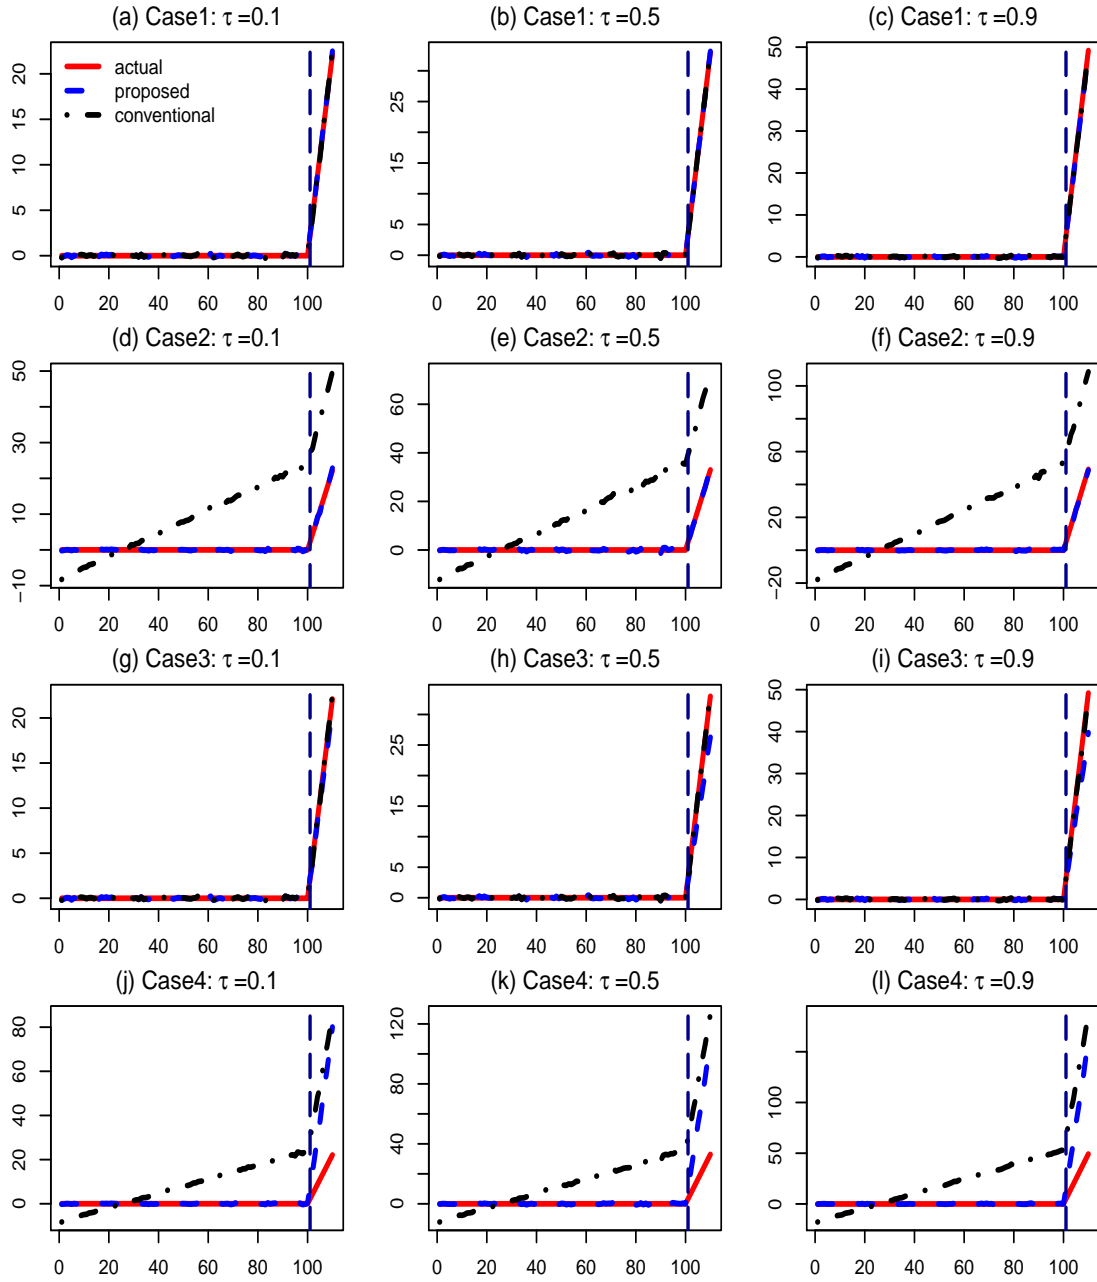 (a) Case1: τ =0.1
(b) Case1: τ =0.5
(c) Case1: τ =0.9
actual
proposed
conventional
0 5 10 15 20
0 20 40 60 80 100
0 5 15 25
0 20 40 60 80 100
0 10 20 30 40 50
0 20 40 60 80 100
(d) Case2: τ =0.1
(e) Case2: τ =0.5
(f) Case2: τ =0.9
−10 10 30 50
0 20 40 60 80 100
0 20 40 60
0 20 40 60 80 100
−20 20 60 100
0 20 40 60 80 100
(g) Case3: τ =0.1
(h) Case3: τ =0.5
(i) Case3: τ =0.9
0 5 10 15 20
0 20 40 60 80 100
0 5 15 25
0 20 40 60 80 100
0 10 20 30 40 50
0 20 40 60 80 100
(j) Case4: τ =0.1
(k) Case4: τ =0.5
(l) Case4: τ =0.9
0 20 40 60 80
0 20 40 60 80 100
0 40 80 120
0 20 40 60 80 100
0 50 100
0 20 40 60 80 100